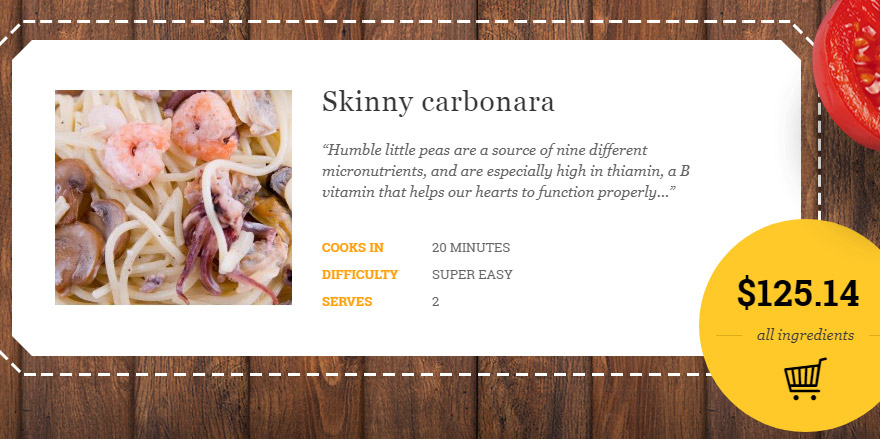 Skinny carbonara
“Humble little peas are a source of nine different
micronutrients, and are especially high in thiamin, a B
vitamin that helps our hearts to function properly...”
COOKS IN 20 MINUTES
DIFFICULTY SUPER EASY
SERVES 2
$125.14
all ingredients